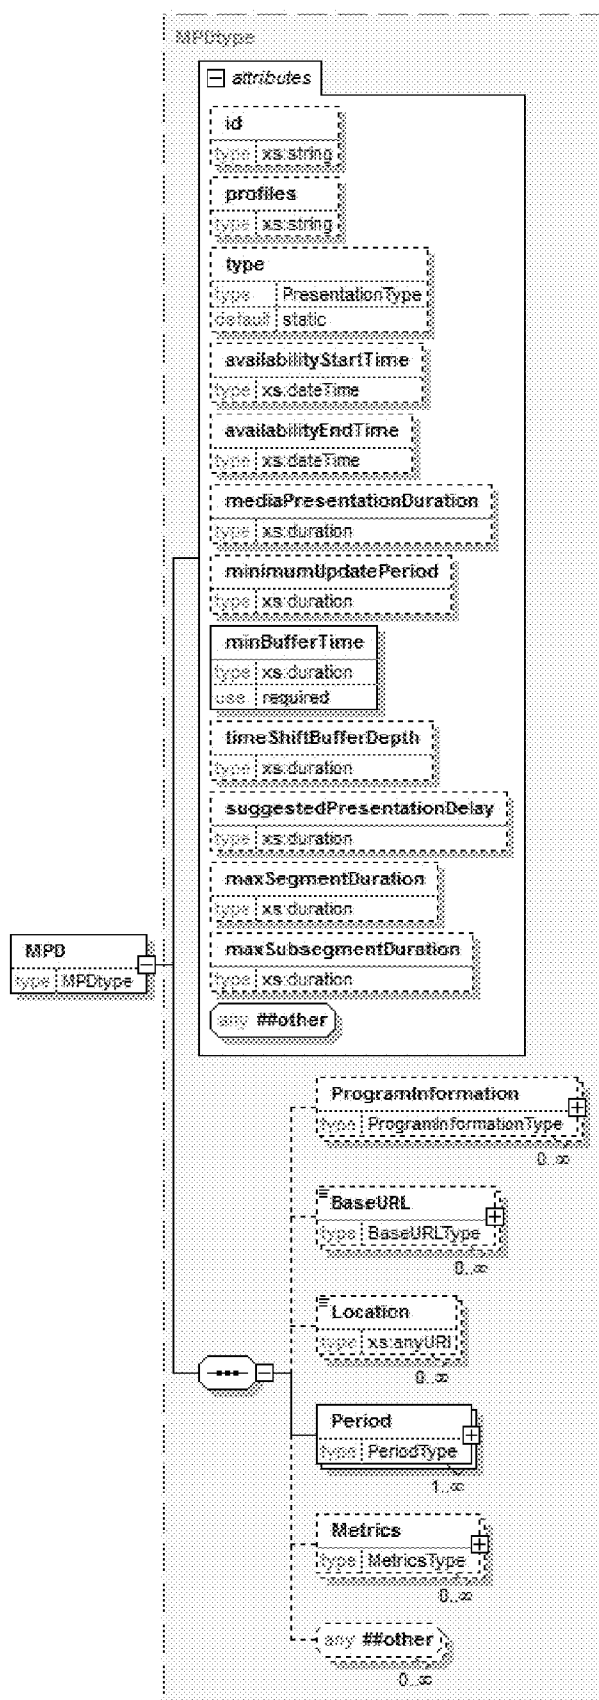 MPDtype
attributes
id
type xs:string
profiles
type xs:string
type
type PresentationType
default static
availabilityStartTime
type xs:dateTime
availabilityEndTime
type xs:dateTime
mediaPresentationDuration
type xs:duration
minimumUpdatePeriod
type xs:duration
minBufferTime
type xs:duration
use required
timeShiftBufferDepth
type xs:duration
suggestedPresentationDelay
type xs:duration
maxSegmentDuration
type xs:duration
MPD
type MPDtype
maxSubsegmentDuration
type xs:duration
any ##other
ProgramInformation
type ProgramInformationType
0..∞
BaseURL
type BaseURLType
0..∞
Location
type xs:anyURI
0..∞
Period
type PeriodType
1..∞
Metrics
type MetricsType
0..∞
any ##other
0..∞